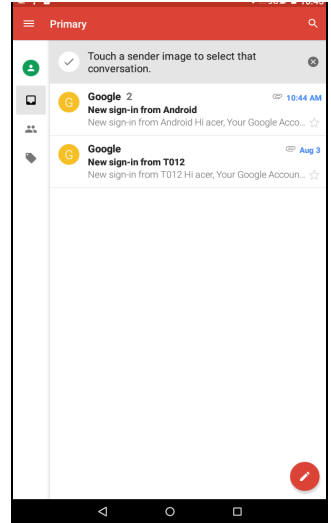 Primary
Touch a sender image to select that
conversation.
G
Google 2
10:44 AM
New sign-in from Android
New sign-in from Android Hi acer, Your Google Acco...
G
Google
Aug 3
New sign-in from T012
New sign-in from T012 Hi acer, Your Google Accoun...